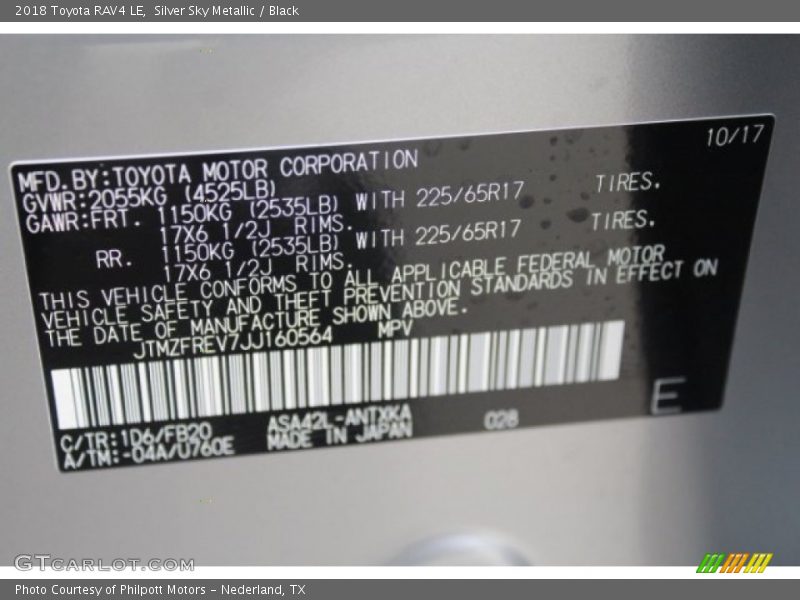 2018 Toyota RAV4 LE, Silver Sky Metallic / Black
10/17
MFD.BY:TOYOTA MOTOR CORPORATION
GVWR:2055KG (4525LB)
GAWR:FRT. 1150KG (2535LB) WITH 225/65R17 TIRES.
17X6 1/2J RIMS.
RR. 1150KG (2535LB) WITH 225/65R17 TIRES.
17X6 1/2J RIMS.
THIS VEHICLE CONFORMS TO ALL APPLICABLE FEDERAL MOTOR
VEHICLE SAFETY AND THEFT PREVENTION STANDARDS IN EFFECT ON
THE DATE OF MANUFACTURE SHOWN ABOVE.
JTMZFREV7JJ160564 MPV
E
C/TR:1D6/FB20 ASA42L-ANTXKA 028
A/TM:-04A/U760E MADE IN JAPAN
GTCARLOT.COM
Photo Courtesy of Philpott Motors - Nederland, TX